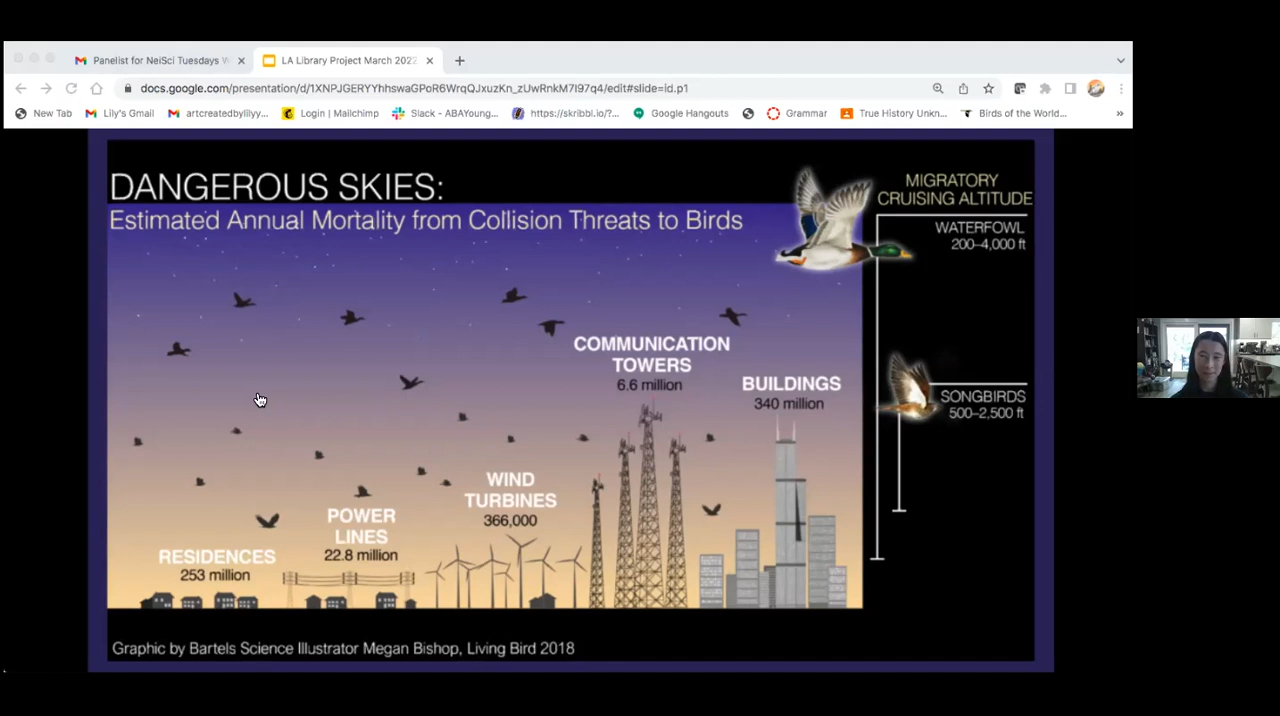 Panelist for NeiSci Tuesdays W
LA Library Project March 2022
docs.google.com/presentation/d/1XNPJGERYYhhswaGPoR6WrqQJxuzKn_zUwRnkM7I97q4/edit#slide=id.p1
New Tab
Lily's Gmail
artcreatedbylilyy...
Login | Mailchimp
Slack - ABAYoung...
https://skribbl.io/?...
Google Hangouts
Grammar
True History Unkn...
Birds of the World...
»
DANGEROUS SKIES:
Estimated Annual Mortality from Collision Threats to Birds
MIGRATORY
CRUISING ALTITUDE
WATERFOWL
200–4,000 ft
COMMUNICATION
TOWERS
6.6 million
BUILDINGS
340 million
SONGBIRDS
500–2,500 ft
WIND
TURBINES
366,000
POWER
LINES
22.8 million
RESIDENCES
253 million
Graphic by Bartels Science Illustrator Megan Bishop, Living Bird 2018